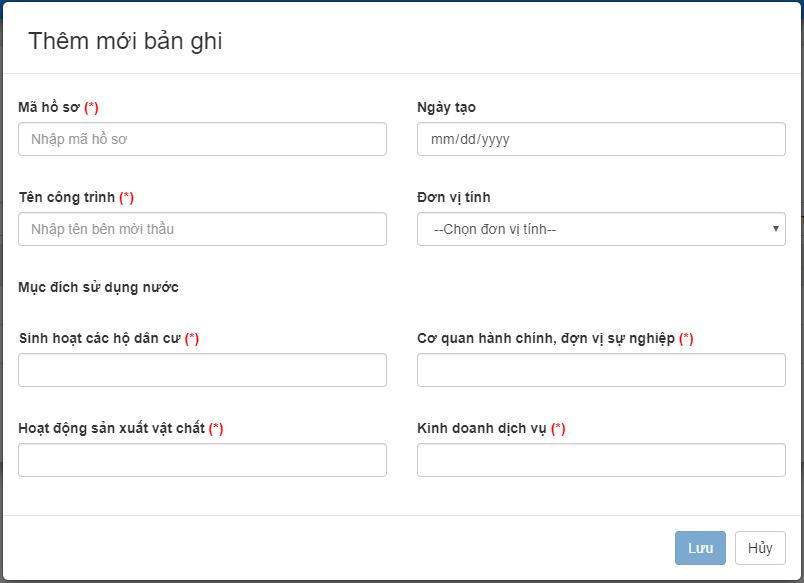 Thêm mới bản ghi
Mã hồ sơ (*)
Ngày tạo
Nhập mã hồ sơ
mm/dd/yyyy
Tên công trình (*)
Đơn vị tính
Nhập tên bên mời thầu
--Chọn đơn vị tính--
Mục đích sử dụng nước
Sinh hoạt các hộ dân cư (*)
Cơ quan hành chính, đợn vị sự nghiệp (*)
Hoạt động sản xuất vật chất (*)
Kinh doanh dịch vụ (*)
Lưu
Hủy